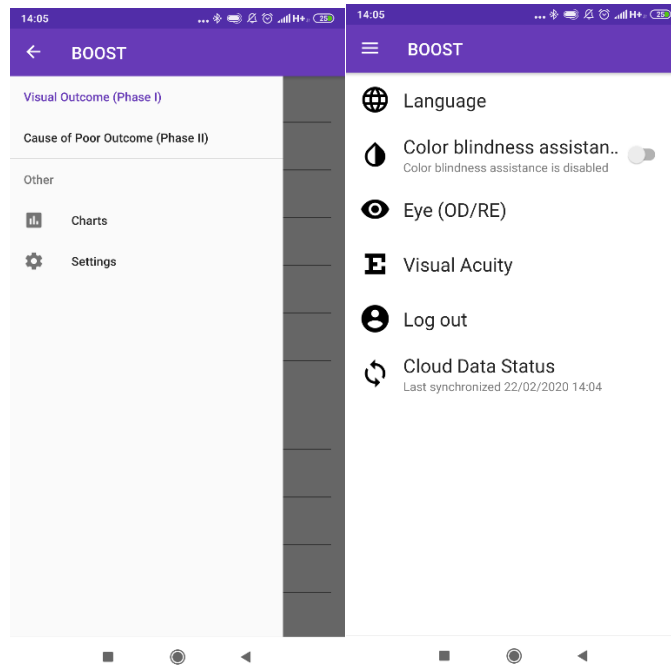 14:05
... H+ 25
BOOST
Visual Outcome (Phase I)
Cause of Poor Outcome (Phase II)
Other
Charts
Settings
14:05
... H+ 25
BOOST
Language
Color blindness assistan..
Color blindness assistance is disabled
Eye (OD/RE)
E Visual Acuity
Log out
Cloud Data Status
Last synchronized 22/02/2020 14:04